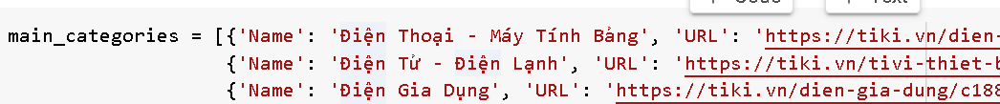 main_categories = [{'Name': 'Điện Thoại - Máy Tính Bảng', 'URL': 'https://tiki.vn/dien-
{'Name': 'Điện Tử - Điện Lạnh', 'URL': 'https://tiki.vn/tivi-thiet-b
{'Name': 'Điện Gia Dụng', 'URL': 'https://tiki.vn/dien-gia-dung/c188